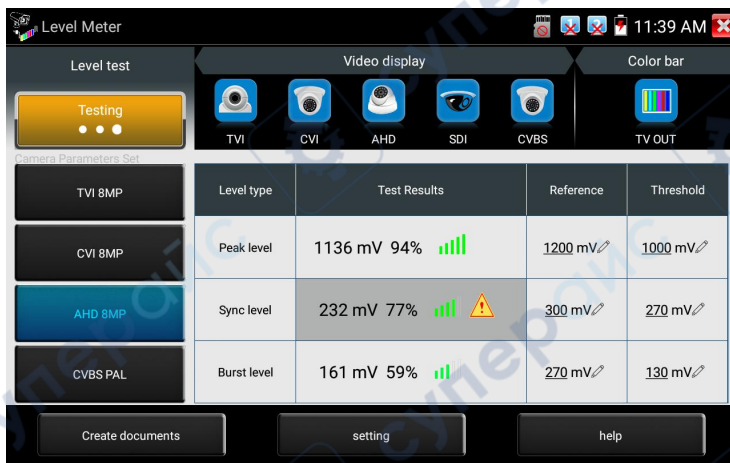 Level Meter
11:39 AM
Level test
Video display
Color bar
Testing
TVI
CVI
AHD
SDI
CVBS
TV OUT
Camera Parameters Set
TVI 8MP
CVI 8MP
AHD 8MP
CVBS PAL
Level type
Test Results
Reference
Threshold
Peak level
1136 mV 94%
1200 mV
1000 mV
Sync level
232 mV 77%
300 mV
270 mV
Burst level
161 mV 59%
270 mV
130 mV
Create documents
setting
help
супердиус